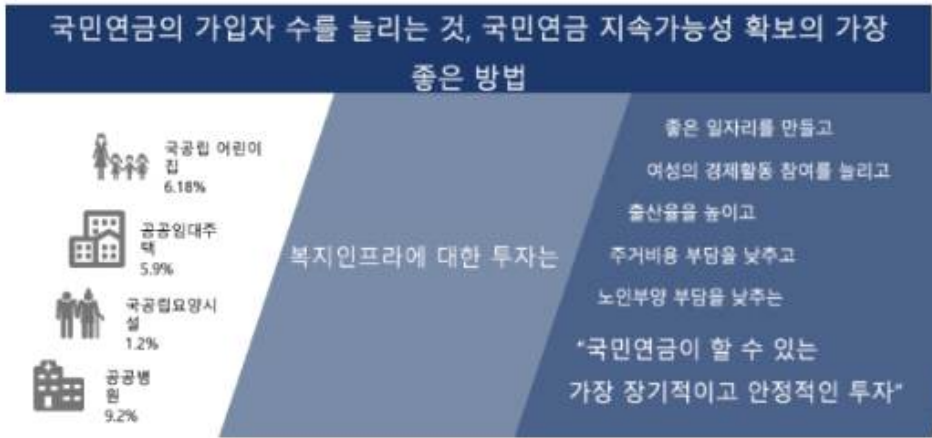 국민연금의 가입자 수를 늘리는 것, 국민연금 지속가능성 확보의 가장
좋은 방법
국공립 어린이
집
6.18%
공공임대주
택
5.9%
국공립요양시
설
1.2%
공공병
원
9.2%
복지인프라에 대한 투자는
좋은 일자리를 만들고
여성의 경제활동 참여를 늘리고
출산율을 높이고
주거비용 부담을 낮추고
노인부양 부담을 낮추는
“국민연금이 할 수 있는
가장 장기적이고 안정적인 투자”